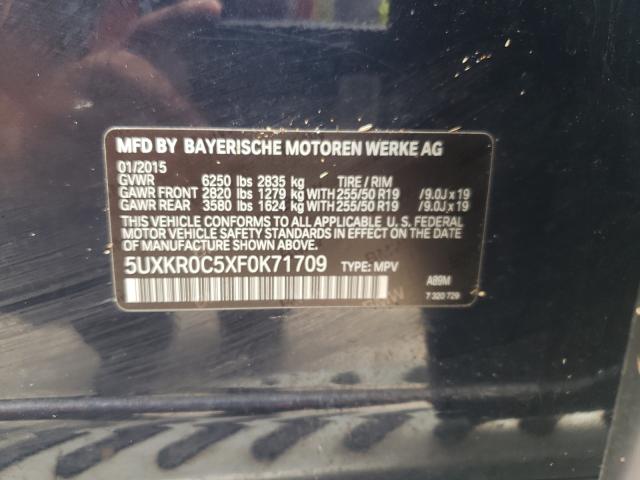 MFD BY BAYERISCHE MOTOREN WERKE AG
01/2015
GVWR 6250 lbs 2835 kg TIRE / RIM
GAWR FRONT 2820 lbs 1279 kg WITH 255/50 R19 /9.0J x 19
GAWR REAR 3580 lbs 1624 kg WITH 255/50 R19 /9.0J x 19
THIS VEHICLE CONFORMS TO ALL APPLICABLE U. S. FEDERAL
MOTOR VEHICLE SAFETY STANDARDS IN EFFECT ON THE DATE
OF MANUFACTURE SHOWN ABOVE.
5UXKR0C5XF0K71709 TYPE: MPV
A89M
7 320 729